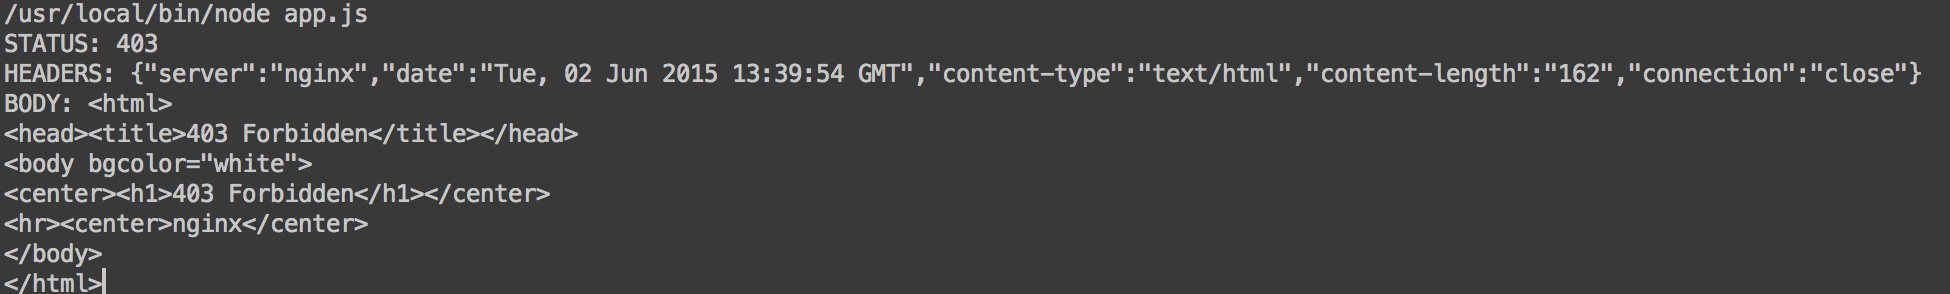 /usr/local/bin/node app.js
STATUS: 403
HEADERS: {"server":"nginx","date":"Tue, 02 Jun 2015 13:39:54 GMT","content-type":"text/html","content-length":"162","connection":"close"}
BODY: <html>
<head><title>403 Forbidden</title></head>
<body bgcolor="white">
<center><h1>403 Forbidden</h1></center>
<hr><center>nginx</center>
</body>
</html>